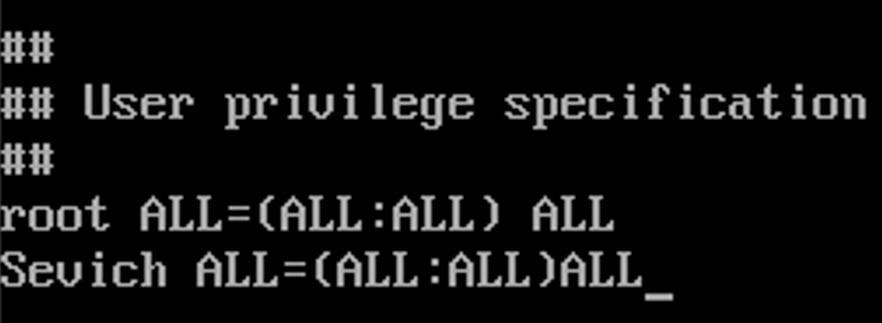 ##
## User privilege specification
##
root ALL=(ALL:ALL) ALL
Sevich ALL=(ALL:ALL)ALL_